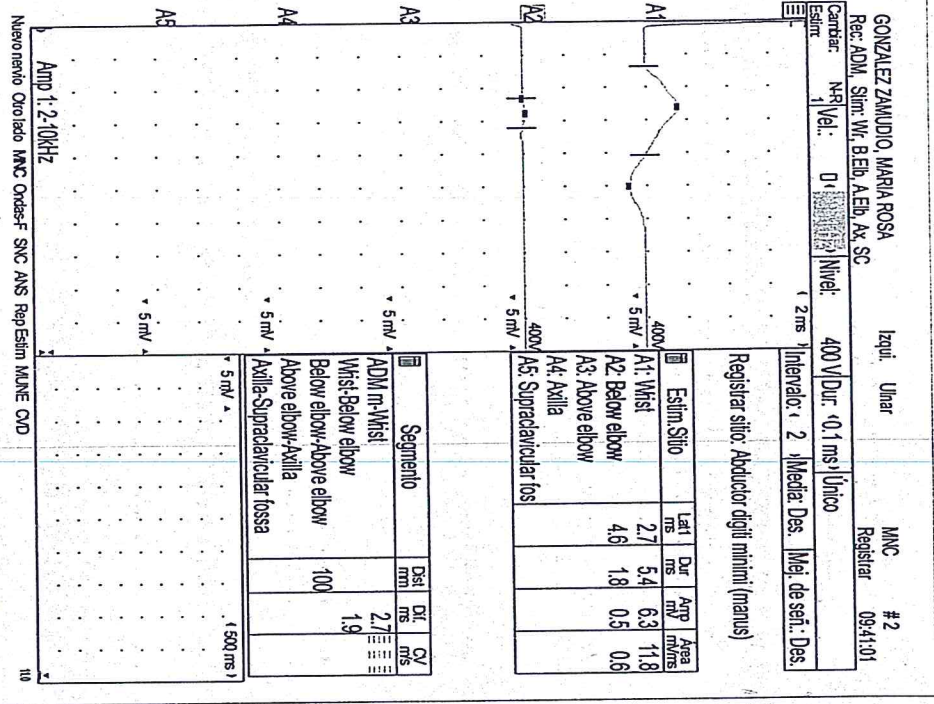 GONZALEZ ZAMUDIO, MARIA ROSA Izqui. Ulnar MNC #2
Rec: ADM, Stim: Wr, B.Elb, A.Elb, Ax, SC Registrar 09:41:01
Cambiar: N-R Vel.: 0 Nivel: 400 V Dur: 0.1 ms Único
Estim: 1
2 ms Intervalo: 2 Media: Des. Mej. de señ.: Des.
Registrar sitio: Abductor digiti minimi (manus)
A1
400V
5 mV
A2
400V
5 mV
A3
5 mV
A4
5 mV
A5
5 mV
Amp 1: 2-10kHz
Estim.Sitio Lat1 ms Dur ms Amp mV Area mVms
A1: Wrist 2.7 5.4 6.3 11.8
A2: Below elbow 4.6 1.8 0.5 0.6
A3: Above elbow
A4: Axilla
A5: Supraclavicular fos
Segmento Dist mm Dif. ms CV m/s
ADM m-Wrist 2.7
Wrist-Below elbow 1.9
Below elbow-Above elbow 100
Above elbow-Axilla
Axilla-Supraclavicular fossa
5 mV 500 ms
Nuevo nervio Otro lado MNC Ondas-F SNC ANS Rep Estim MUNE CVD